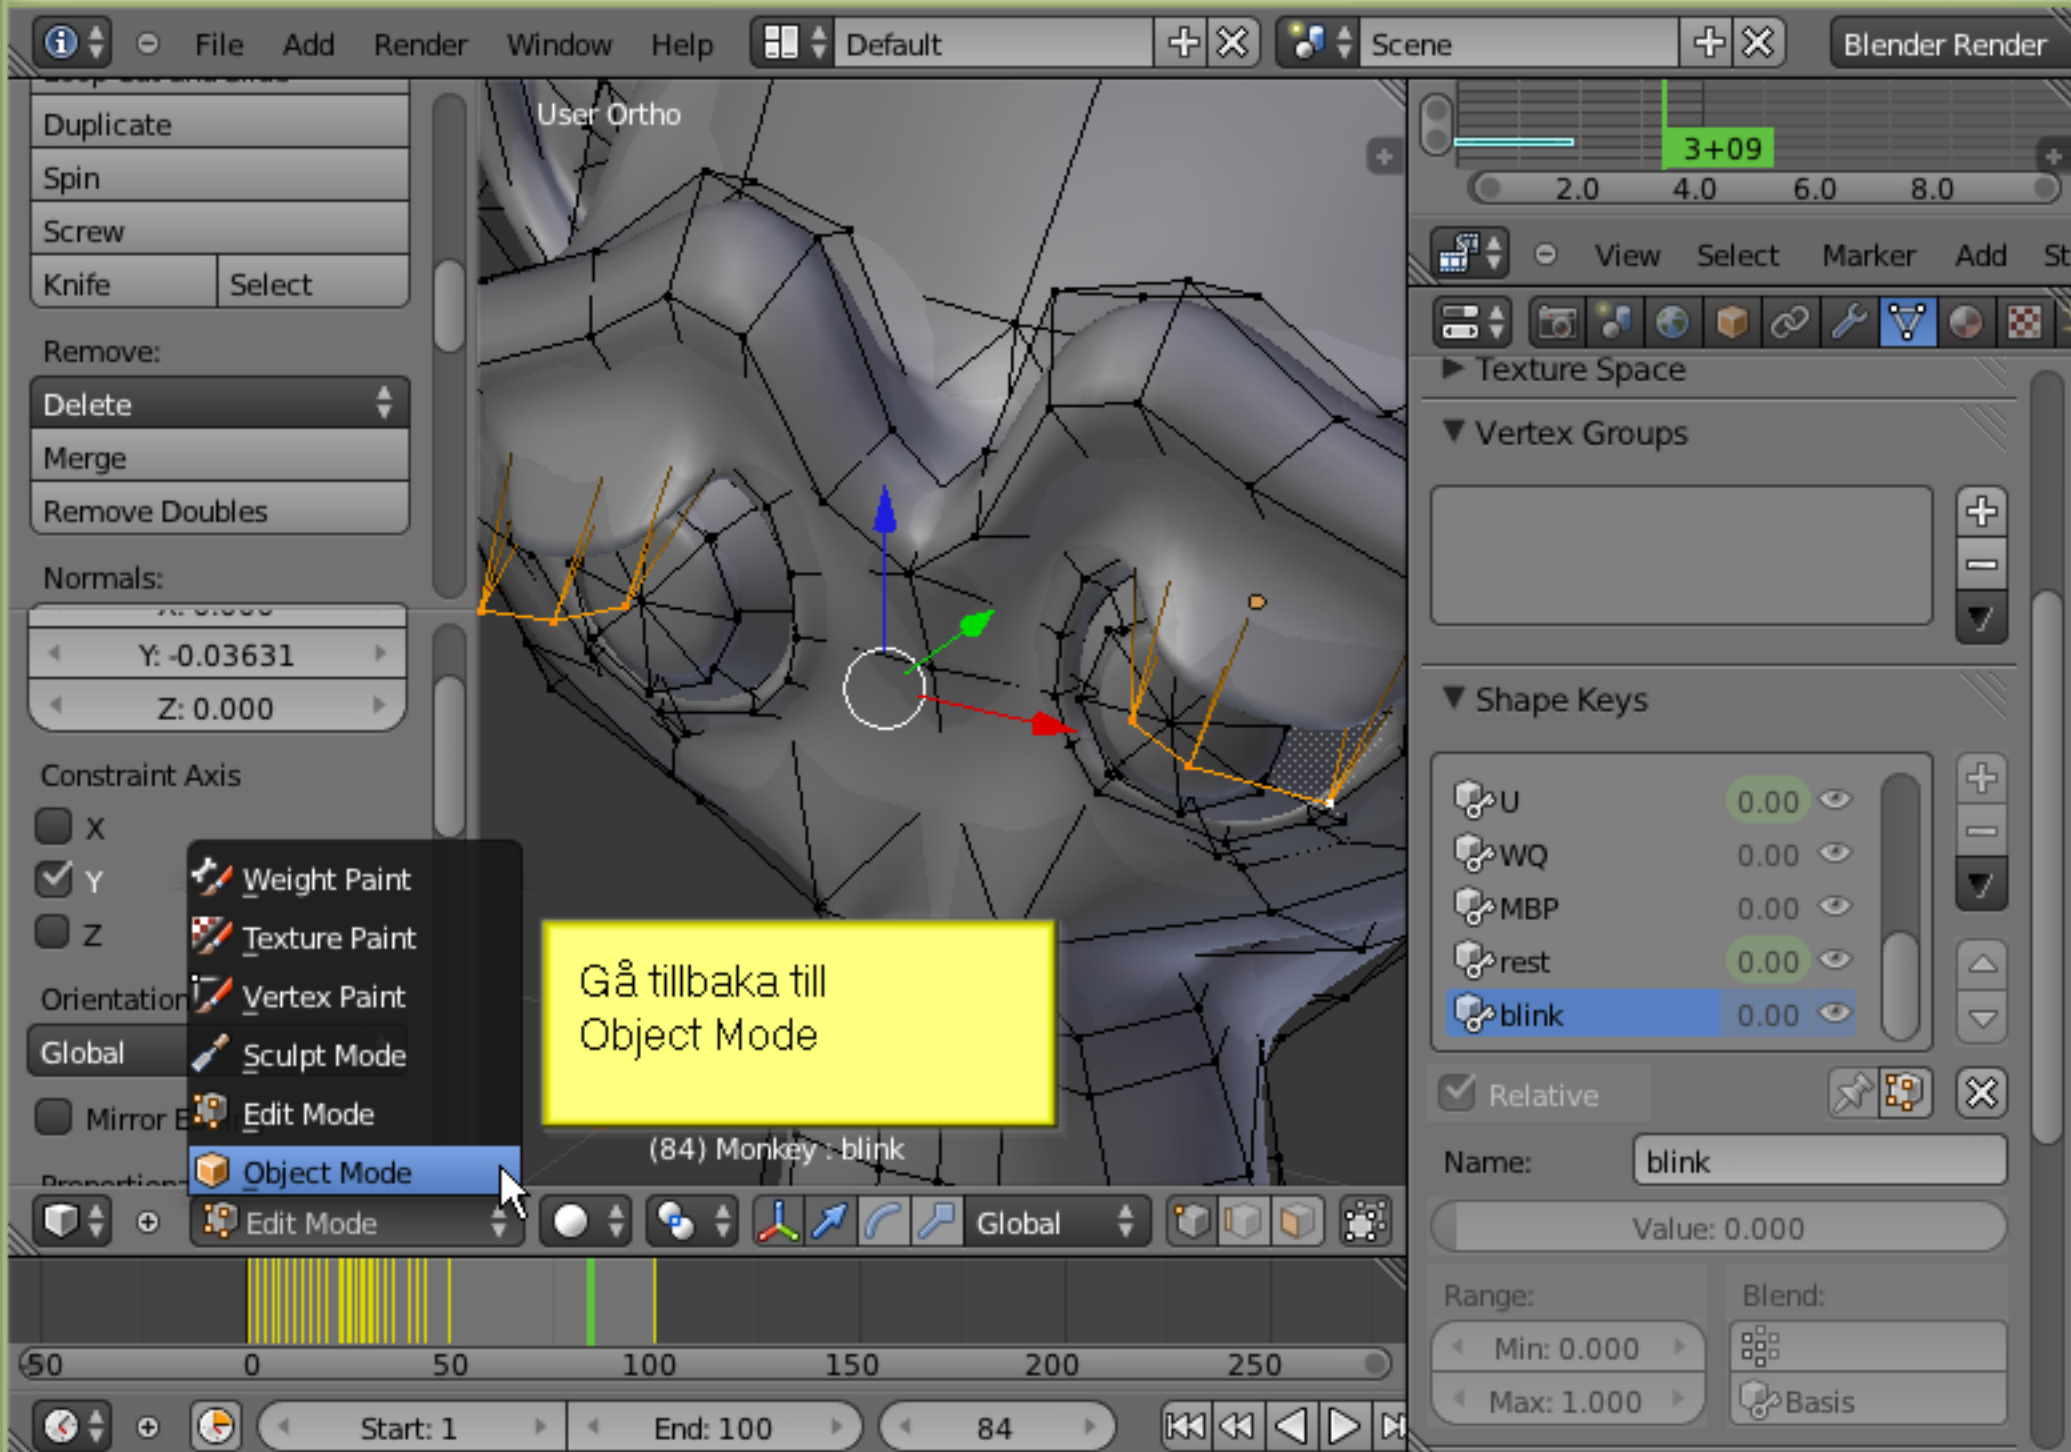 File Add Render Window Help Default Scene Blender Render
Duplicate
Spin
Screw
Knife Select
Remove:
Delete
Merge
Remove Doubles
Normals:
Y: -0.03631
Z: 0.000
Constraint Axis
X
Y
Z
Orientation
Global
Mirror E
Weight Paint
Texture Paint
Vertex Paint
Sculpt Mode
Edit Mode
Object Mode
User Ortho
Gå tillbaka till
Object Mode
(84) Monkey : blink
Edit Mode Global
-50 0 50 100 150 200 250
Start: 1 End: 100 84
3+09
2.0 4.0 6.0 8.0
View Select Marker Add St
Texture Space
Vertex Groups
Shape Keys
U 0.00
WQ 0.00
MBP 0.00
rest 0.00
blink 0.00
Relative
Name: blink
Value: 0.000
Range: Blend:
Min: 0.000
Max: 1.000 Basis